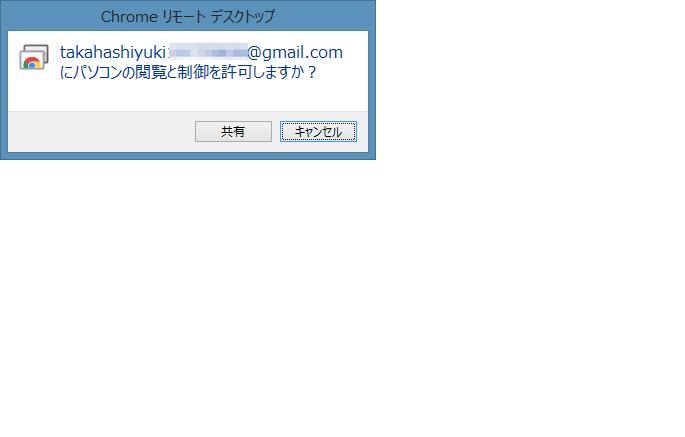 Chrome リモート デスクトップ
takahashiyuki @gmail.com
にパソコンの閲覧と制御を許可しますか？
共有
キャンセル